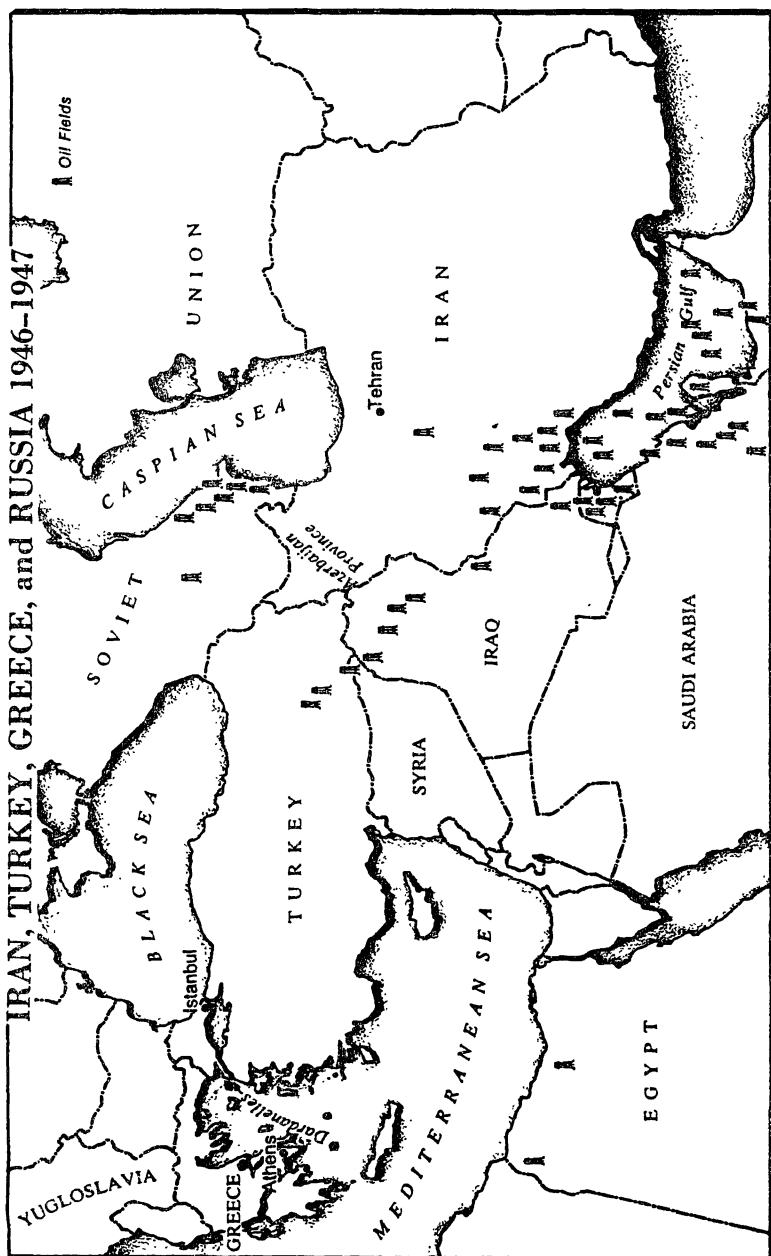 IRAN, TURKEY, GREECE, and RUSSIA 1946–1947
Oil Fields
SOVIET
UNION
CASPIAN SEA
BLACK SEA
YUGLOSLAVIA
Istanbul
TURKEY
Azerbaijan
Province
Tehran
IRAN
GREECE
Athens
Dardanelles
MEDITERRANEAN SEA
SYRIA
IRAQ
Persian
Gulf
EGYPT
SAUDI ARABIA